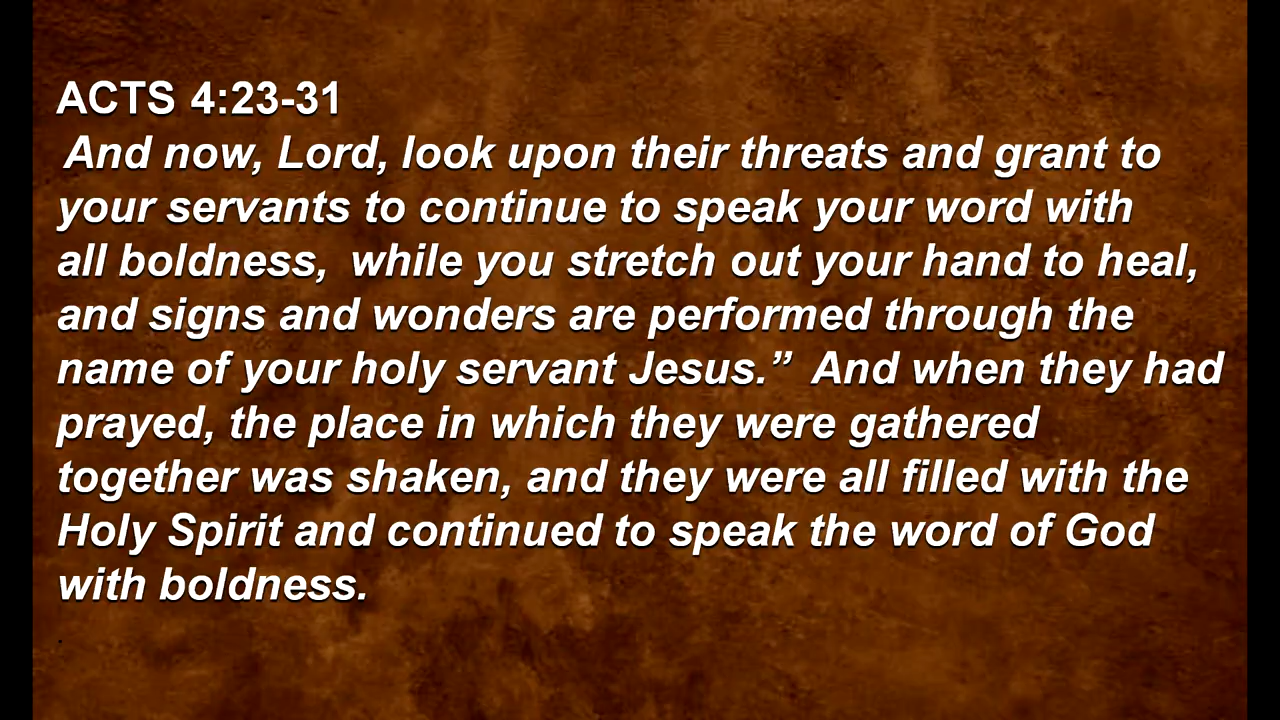 ACTS 4:23-31
And now, Lord, look upon their threats and grant to
your servants to continue to speak your word with
all boldness,  while you stretch out your hand to heal,
and signs and wonders are performed through the
name of your holy servant Jesus.”  And when they had
prayed, the place in which they were gathered
together was shaken, and they were all filled with the
Holy Spirit and continued to speak the word of God
with boldness.
.